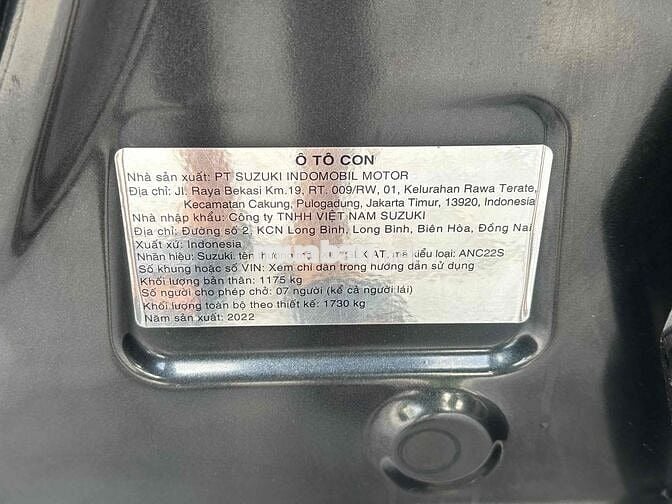 Ô TÔ CON
Nhà sản xuất: PT SUZUKI INDOMOBIL MOTOR
Địa chỉ: Jl. Raya Bekasi Km.19, RT. 009/RW, 01, Kelurahan Rawa Terate,
Kecamatan Cakung, Pulogadung, Jakarta Timur, 13920, Indonesia
Nhà nhập khẩu: Công ty TNHH VIỆT NAM SUZUKI
Địa chỉ: Đường số 2, KCN Long Bình, Long Bình, Biên Hòa, Đồng Nai
Xuất xứ: Indonesia
Nhãn hiệu: Suzuki, tên mã kiểu loại: ANC22S
Số khung hoặc số VIN: Xem chỉ dẫn trong hướng dẫn sử dụng
Khối lượng bản thân: 1175 kg
Số người cho phép chở: 07 người (kể cả người lái)
Khối lượng toàn bộ theo thiết kế: 1730 kg
Năm sản xuất: 2022